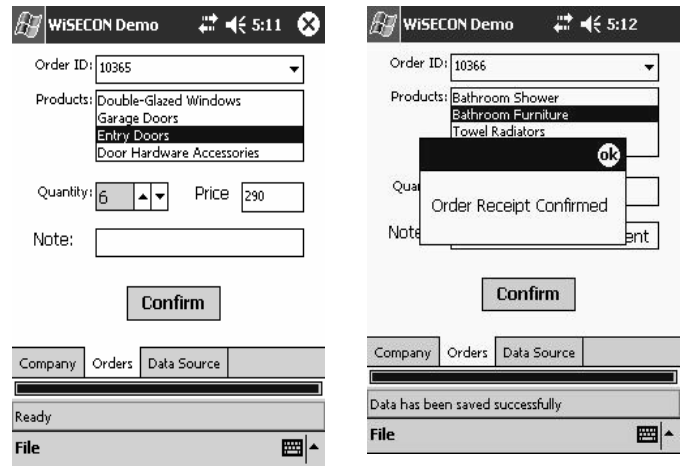 WiSECON Demo 5:11
Order ID: 10365
Products: Double-Glazed Windows
Garage Doors
Entry Doors
Door Hardware Accessories
Quantity: 6 Price 290
Note:
Confirm
Company Orders Data Source
Ready
File
WiSECON Demo 5:12
Order ID: 10366
Products: Bathroom Shower
Bathroom Furniture
Towel Radiators
ok
Order Receipt Confirmed
Note
Confirm
Company Orders Data Source
Data has been saved successfully
File